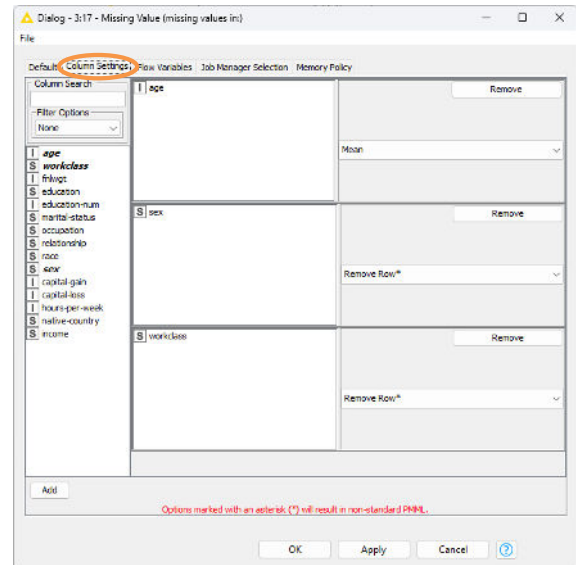 Dialog - 3:17 - Missing Value (missing values in:)
File
Default Column Settings Flow Variables Job Manager Selection Memory Policy
Column Search
Filter Options
None
I age
S workclass
I fnlwgt
S education
I education-num
S marital-status
S occupation
S relationship
S race
S sex
I capital-gain
I capital-loss
I hours-per-week
S native-country
S income
I age
Remove
Mean
S sex
Remove
Remove Row*
S workclass
Remove
Remove Row*
Add
Options marked with an asterisk (*) will result in non-standard PMML.
OK Apply Cancel ?